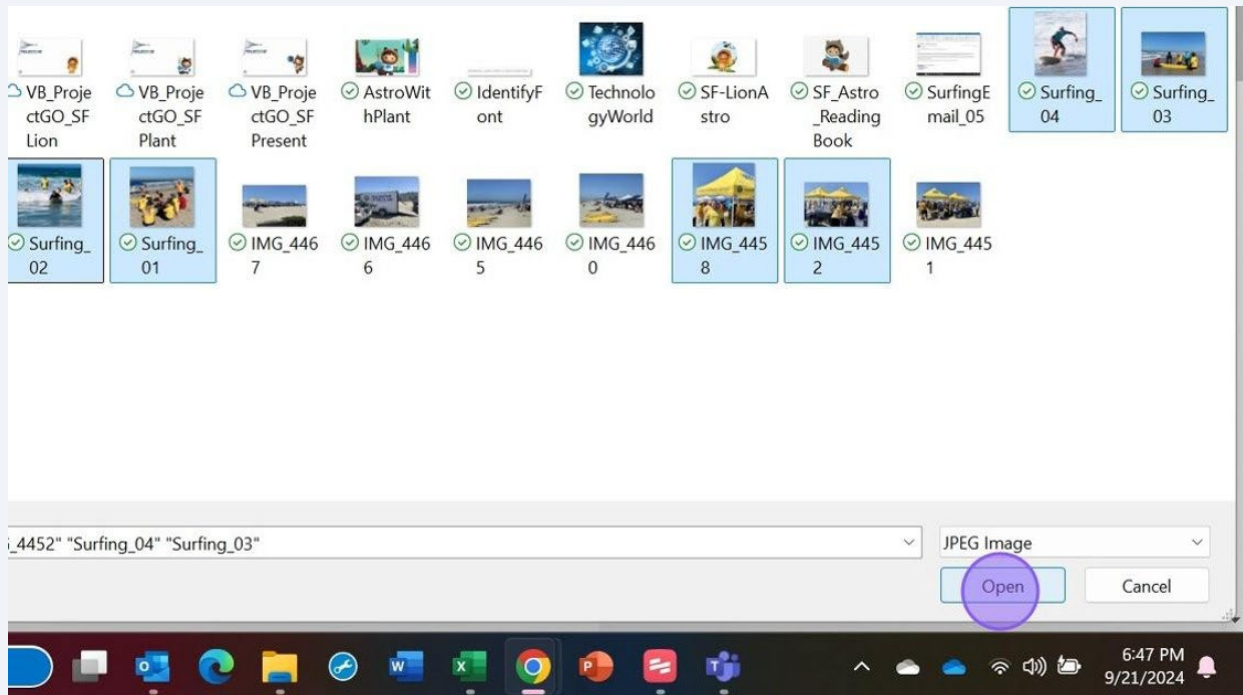 VB_Proje VB_Proje VB_Proje AstroWit IdentifyF Technolo SF-LionA SF_Astro SurfingE Surfing_ Surfing_
ctGO_SF ctGO_SF ctGO_SF hPlant ont gyWorld stro _Reading mail_05 04 03
Lion Plant Present Book
Surfing_ Surfing_ IMG_446 IMG_446 IMG_446 IMG_446 IMG_445 IMG_445 IMG_445
02 01 7 6 5 0 8 2 1
_4452" "Surfing_04" "Surfing_03" JPEG Image
Open Cancel
6:47 PM
9/21/2024